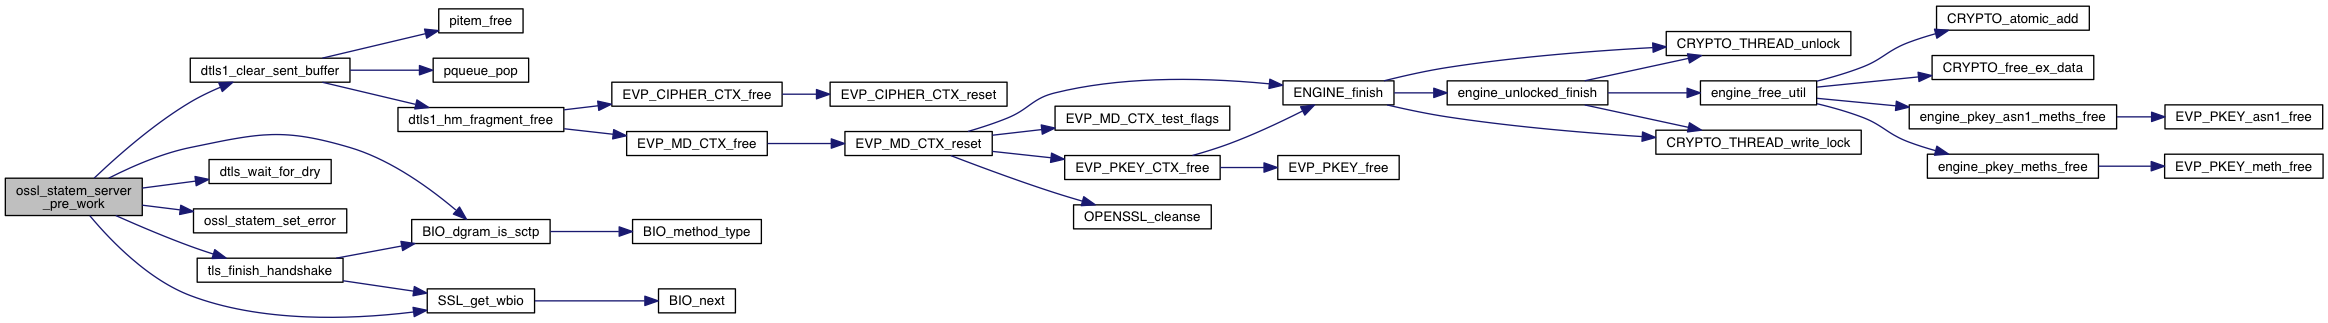 ossl_statem_server
_pre_work
dtls1_clear_sent_buffer
dtls_wait_for_dry
ossl_statem_set_error
tls_finish_handshake
pitem_free
pqueue_pop
dtls1_hm_fragment_free
BIO_dgram_is_sctp
SSL_get_wbio
EVP_CIPHER_CTX_free
EVP_MD_CTX_free
BIO_method_type
BIO_next
EVP_CIPHER_CTX_reset
EVP_MD_CTX_reset
EVP_MD_CTX_test_flags
EVP_PKEY_CTX_free
OPENSSL_cleanse
ENGINE_finish
EVP_PKEY_free
engine_unlocked_finish
CRYPTO_THREAD_unlock
engine_free_util
CRYPTO_THREAD_write_lock
CRYPTO_atomic_add
CRYPTO_free_ex_data
engine_pkey_asn1_meths_free
engine_pkey_meths_free
EVP_PKEY_asn1_free
EVP_PKEY_meth_free